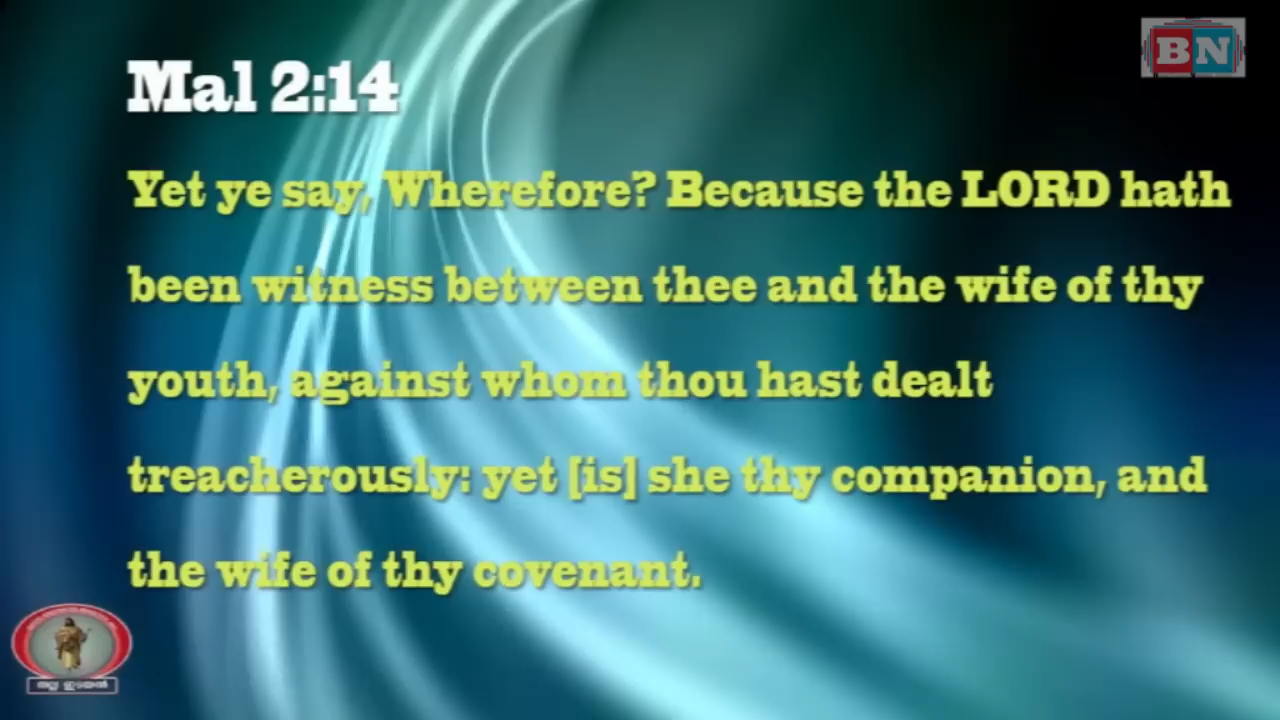 BN
Mal 2:14
Yet ye say, Wherefore? Because the LORD hath
been witness between thee and the wife of thy
youth, against whom thou hast dealt
treacherously: yet [is] she thy companion, and
the wife of thy covenant.
നല്ല ഇടയൻ